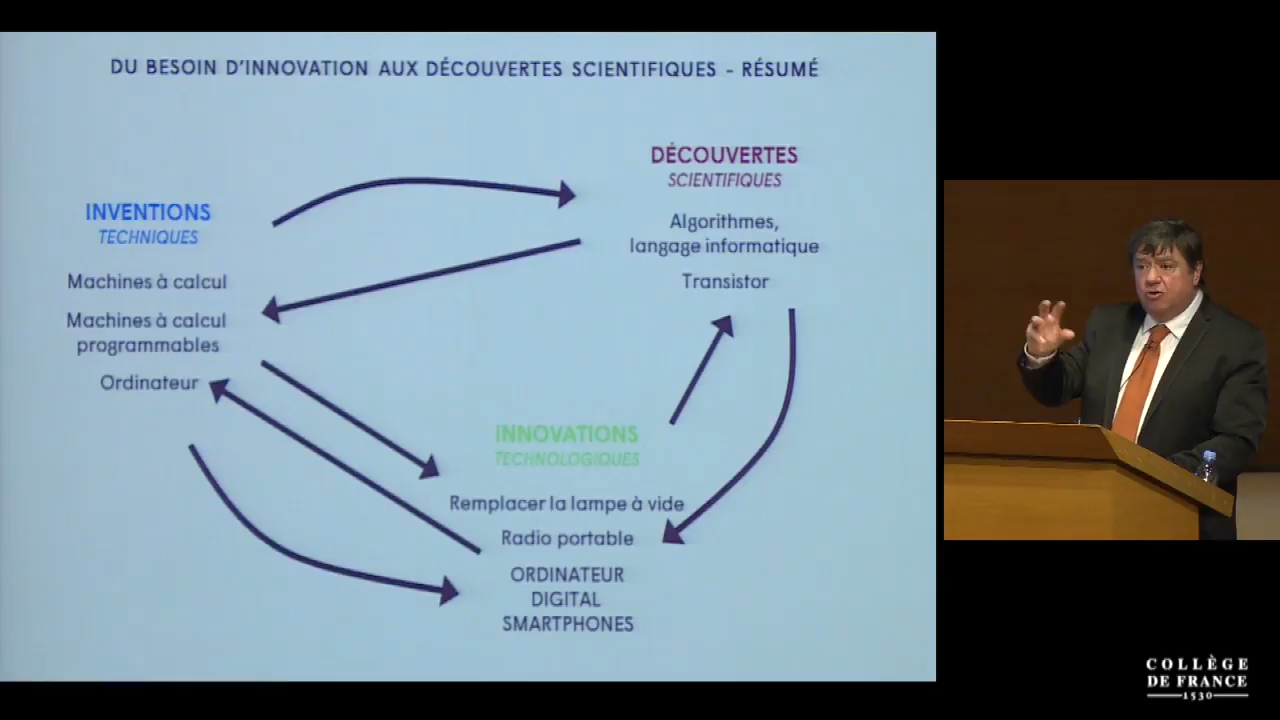 DU BESOIN D'INNOVATION AUX DÉCOUVERTES SCIENTIFIQUES - RÉSUMÉ
INVENTIONS
TECHNIQUES
Machines à calcul
Machines à calcul
programmables
Ordinateur
DÉCOUVERTES
SCIENTIFIQUES
Algorithmes,
langage informatique
Transistor
INNOVATIONS
TECHNOLOGIQUES
Remplacer la lampe à vide
Radio portable
ORDINATEUR
DIGITAL
SMARTPHONES
COLLÈGE
DE FRANCE
1530